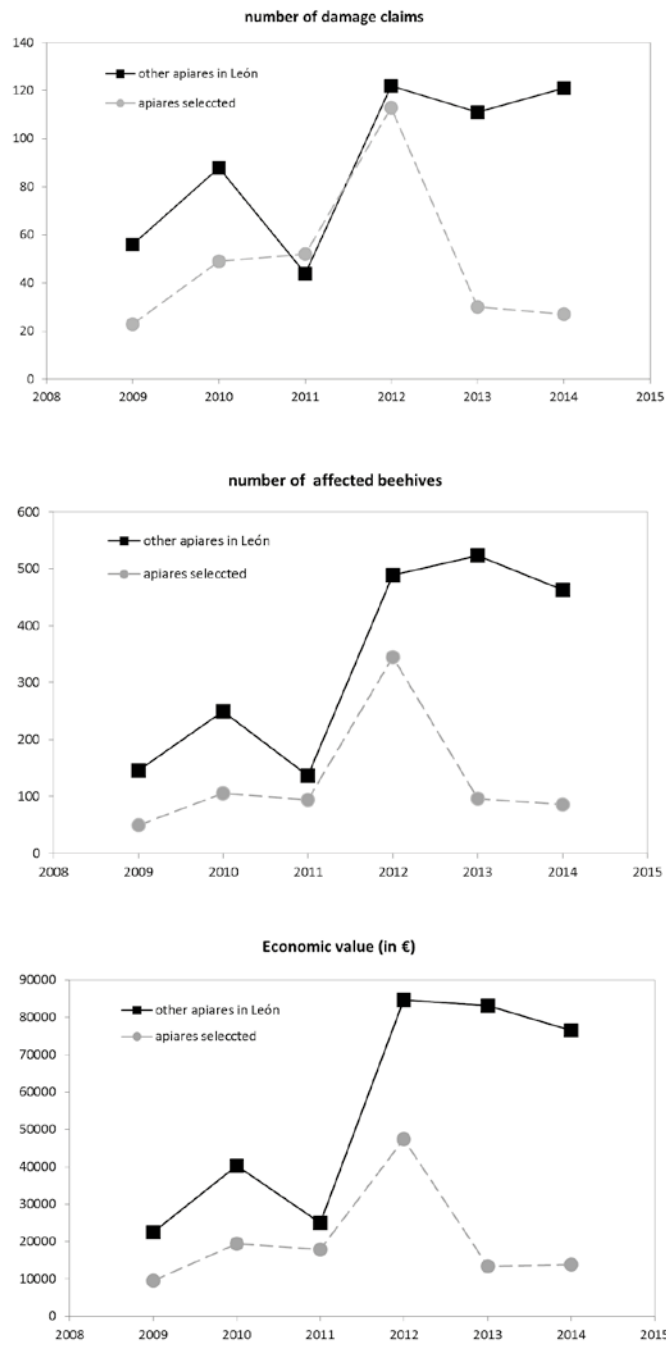 number of damage claims
140
120
100
80
60
40
20
0
other apiares in León
apiares seleccted
2008 2009 2010 2011 2012 2013 2014 2015
number of affected beehives
600
500
400
300
200
100
0
other apiares in León
apiares seleccted
2008 2009 2010 2011 2012 2013 2014 2015
Economic value (in €)
90000
80000
70000
60000
50000
40000
30000
20000
10000
0
other apiares in León
apiares seleccted
2008 2009 2010 2011 2012 2013 2014 2015